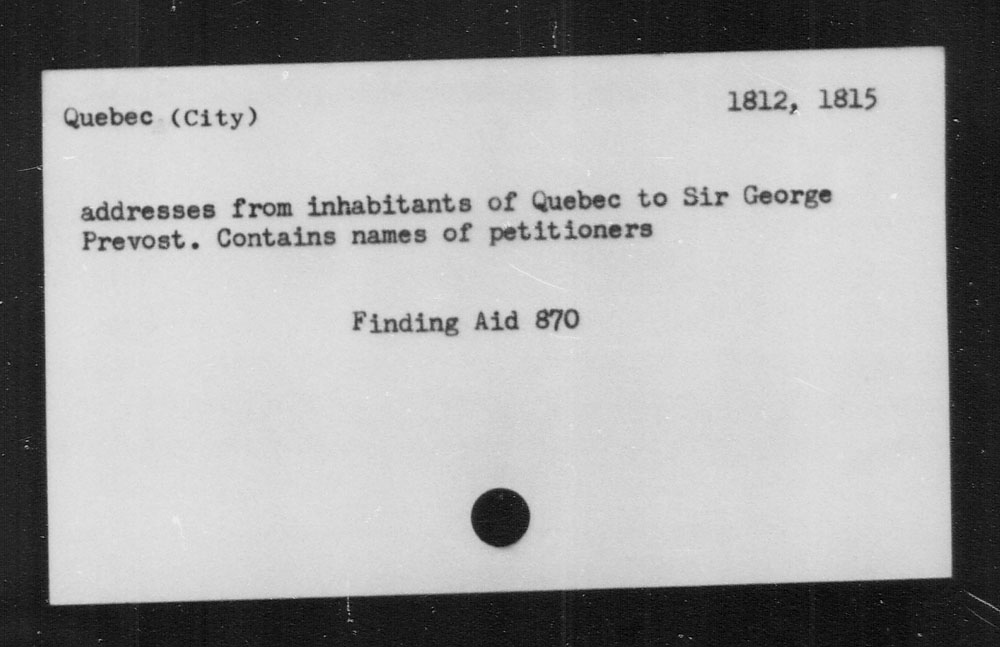 Quebec (City)
1812, 1815
addresses from inhabitants of Quebec to Sir George
Prevost. Contains names of petitioners
Finding Aid 870